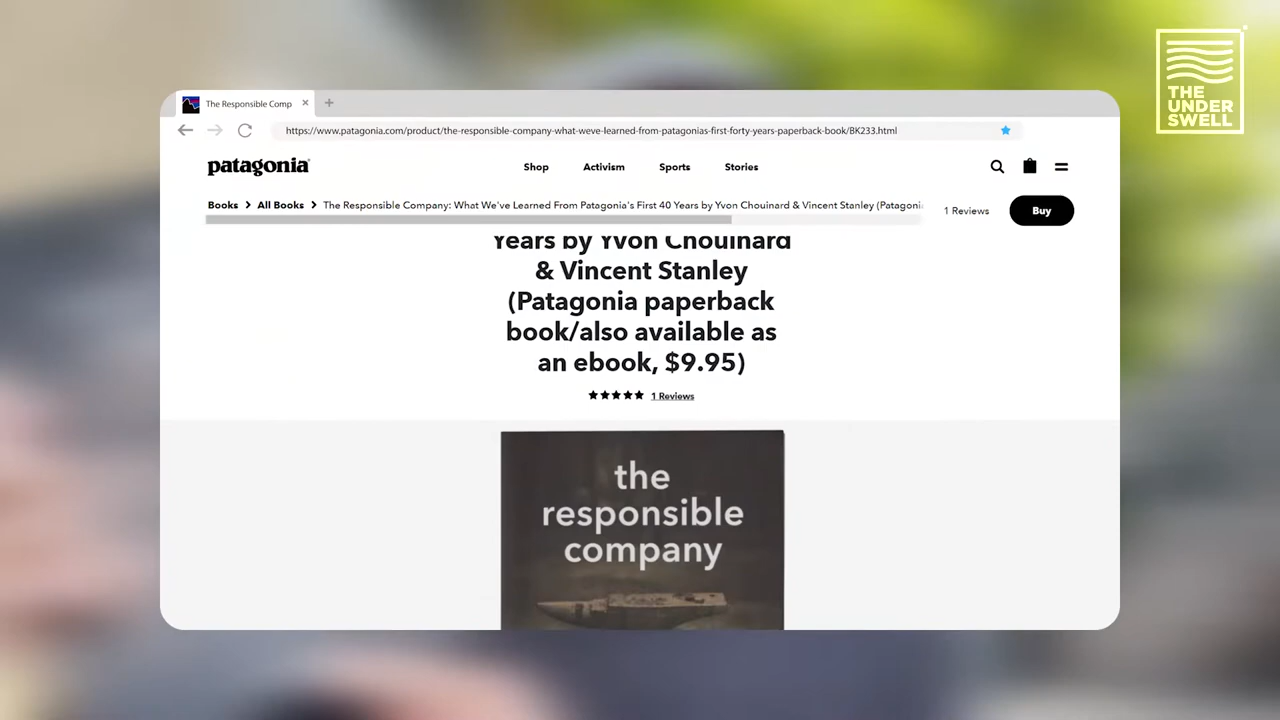 THE
UNDER
SWELL
The Responsible Comp
https://www.patagonia.com/product/the-responsible-company-what-weve-learned-from-patagonias-first-forty-years-paperback-book/BK233.html
patagonia
Shop Activism Sports Stories
Books All Books The Responsible Company: What We've Learned From Patagonia's First 40 Years by Yvon Chouinard & Vincent Stanley (Patagoni
1 Reviews Buy
Years by Yvon Chouinard
& Vincent Stanley
(Patagonia paperback
book/also available as
an ebook, $9.95)
1 Reviews
the
responsible
company